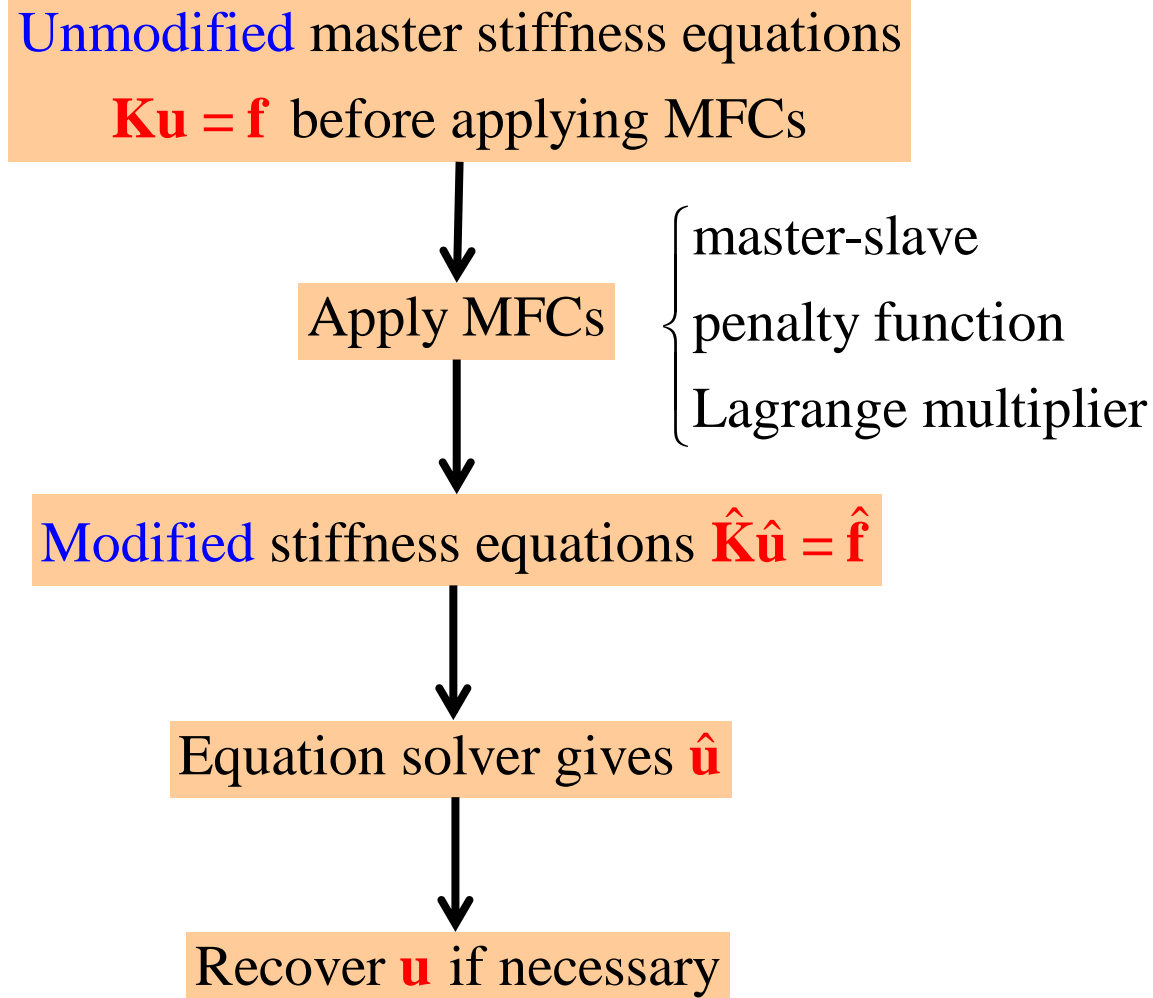 Unmodified master stiffness equations
Ku = f before applying MFCs
master-slave
Apply MFCs
penalty function
Lagrange multiplier
Modified stiffness equations K̂û = f̂
Equation solver gives û
Recover u if necessary